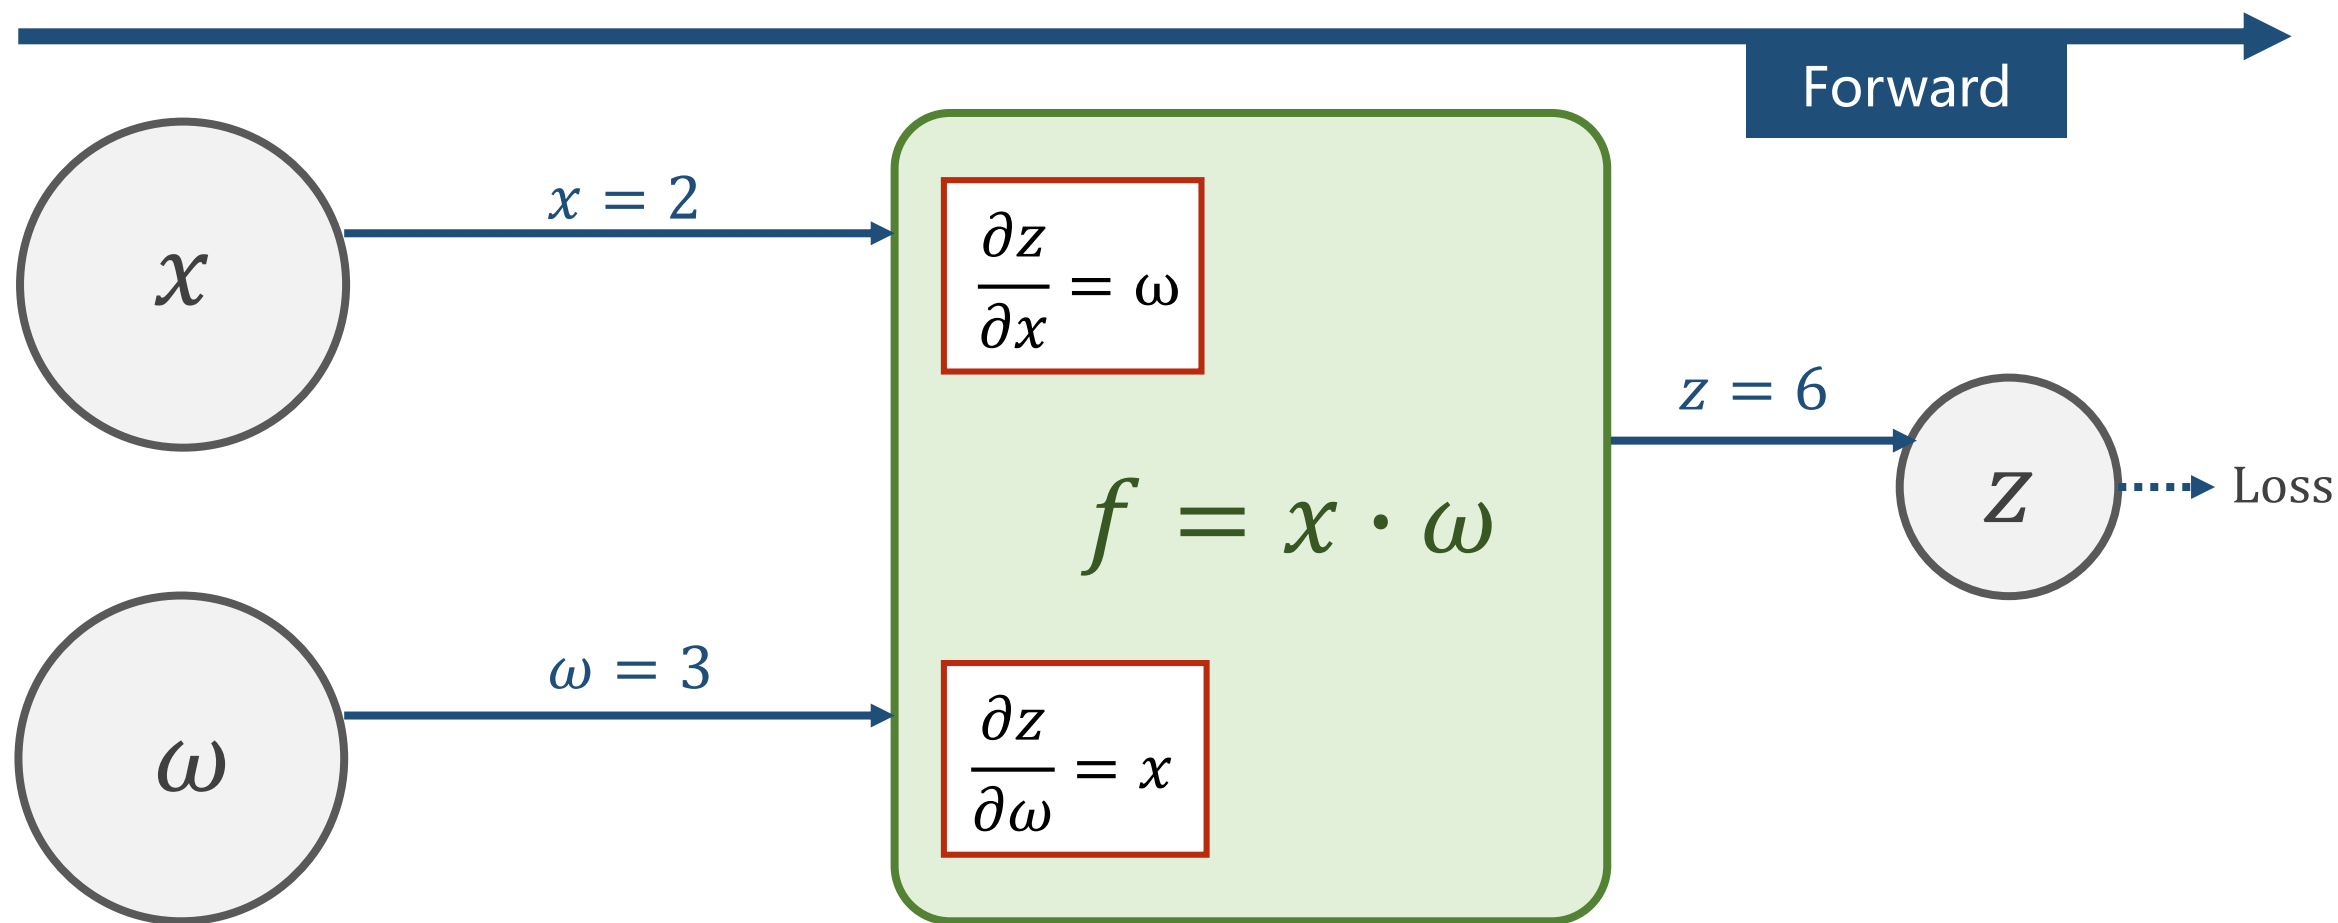 Forward
x = 2
x
∂z/∂x = ω
z = 6
f = x · ω
z
Loss
ω = 3
ω
∂z/∂ω = x